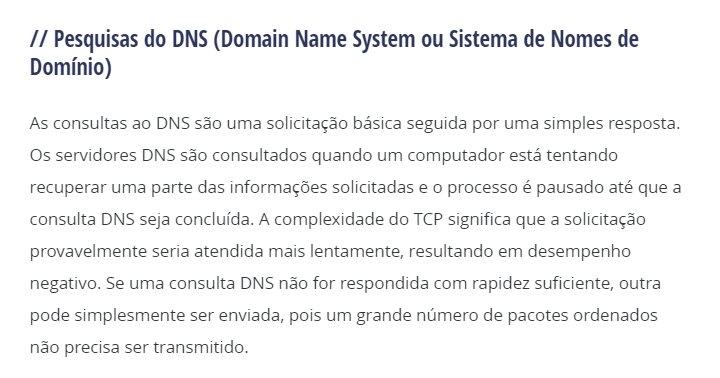 // Pesquisas do DNS (Domain Name System ou Sistema de Nomes de
Domínio)
As consultas ao DNS são uma solicitação básica seguida por uma simples resposta.
Os servidores DNS são consultados quando um computador está tentando
recuperar uma parte das informações solicitadas e o processo é pausado até que a
consulta DNS seja concluída. A complexidade do TCP significa que a solicitação
provavelmente seria atendida mais lentamente, resultando em desempenho
negativo. Se uma consulta DNS não for respondida com rapidez suficiente, outra
pode simplesmente ser enviada, pois um grande número de pacotes ordenados
não precisa ser transmitido.